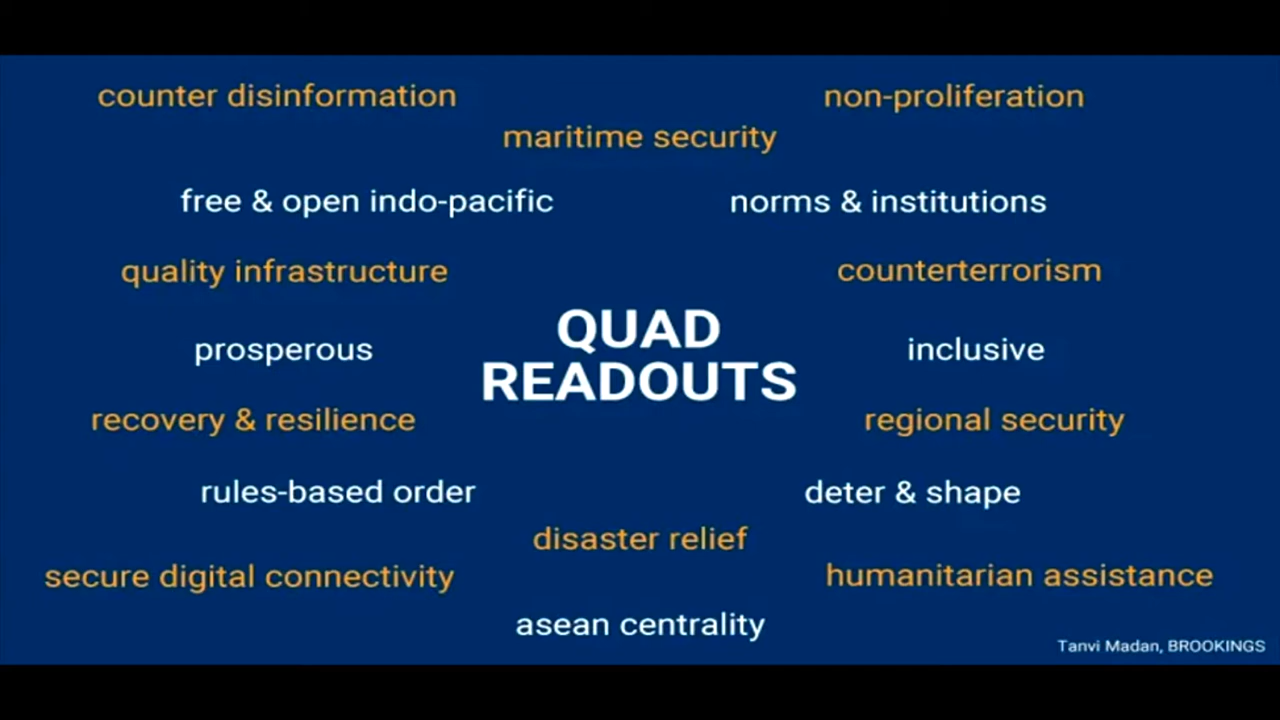 counter disinformation
non-proliferation
maritime security
free & open indo-pacific
norms & institutions
quality infrastructure
counterterrorism
QUAD
READOUTS
prosperous
inclusive
recovery & resilience
regional security
rules-based order
deter & shape
disaster relief
secure digital connectivity
humanitarian assistance
asean centrality
Tanvi Madan, BROOKINGS